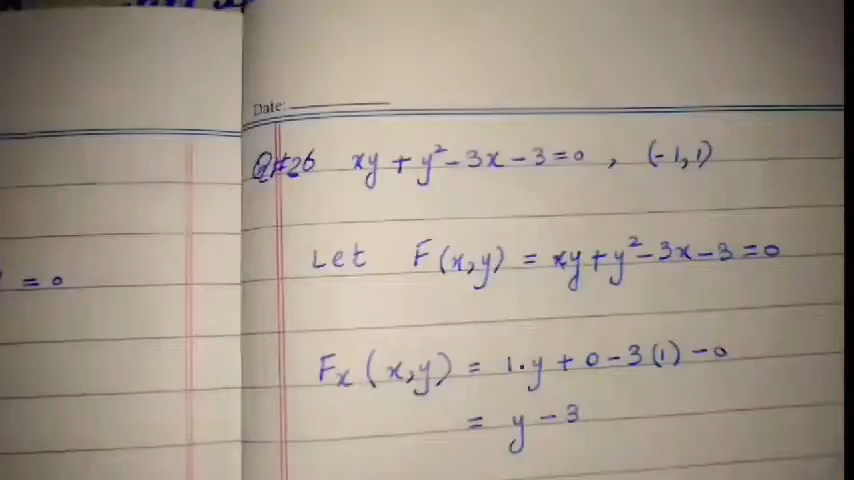 Date:
Q#26 xy + y² - 3x - 3 = 0 , (-1,1)
= 0
Let F(x,y) = xy + y² - 3x - 3 = 0
Fx (x,y) = 1.y + 0 - 3(1) - 0
= y - 3